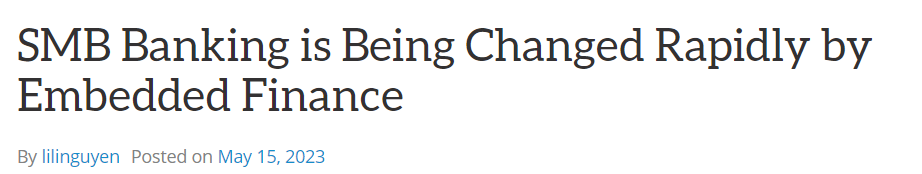 SMB Banking is Being Changed Rapidly by
Embedded Finance
By lilinguyen Posted on May 15, 2023